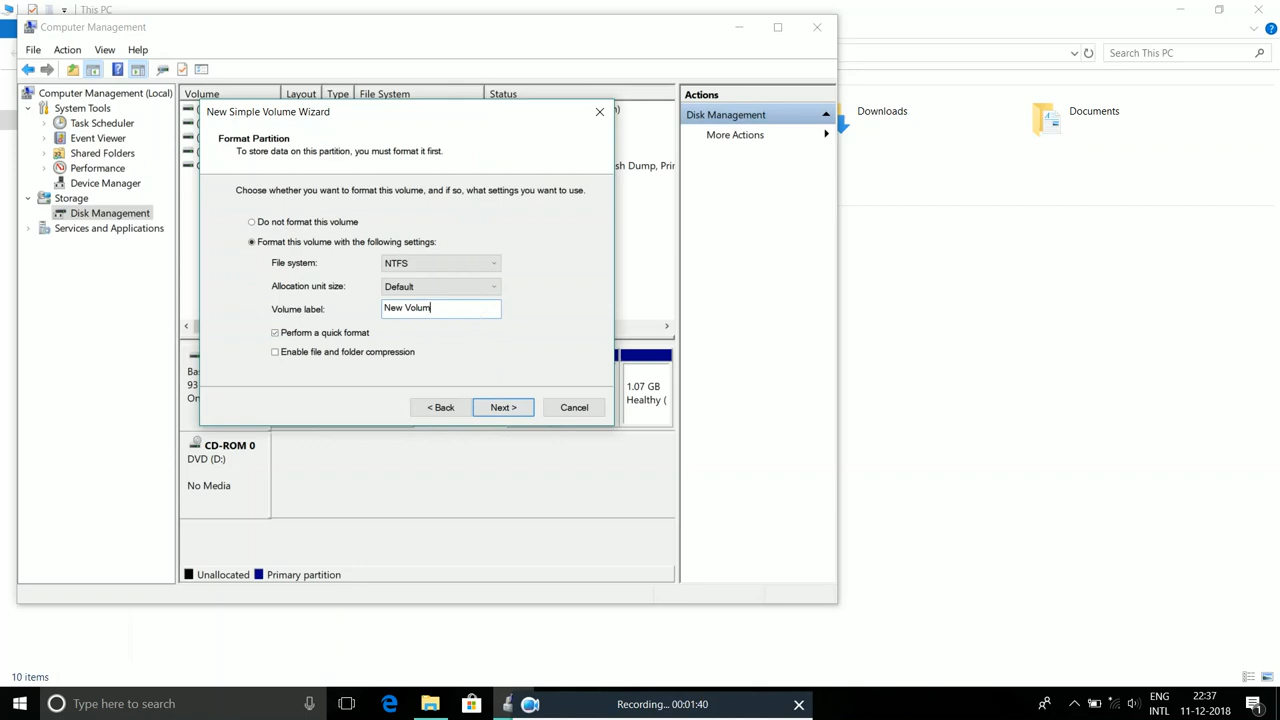 This PC
Computer Management
File Action View Help
Search This PC
Computer Management (Local)
System Tools
Task Scheduler
Event Viewer
Shared Folders
Performance
Device Manager
Storage
Disk Management
Services and Applications
Volume Layout Type File System Status
New Simple Volume Wizard
Format Partition
To store data on this partition, you must format it first.
Choose whether you want to format this volume, and if so, what settings you want to use.
Do not format this volume
Format this volume with the following settings:
File system: NTFS
Allocation unit size: Default
Volume label: New Volum
Perform a quick format
Enable file and folder compression
< Back Next > Cancel
sh Dump, Prin
Bas
93.
On
1.07 GB
Healthy (
CD-ROM 0
DVD (D:)
No Media
Unallocated Primary partition
Actions
Disk Management
More Actions
Downloads
Documents
10 items
Type here to search
Recording... 00:01:40
ENG
INTL
22:37
11-12-2018
1